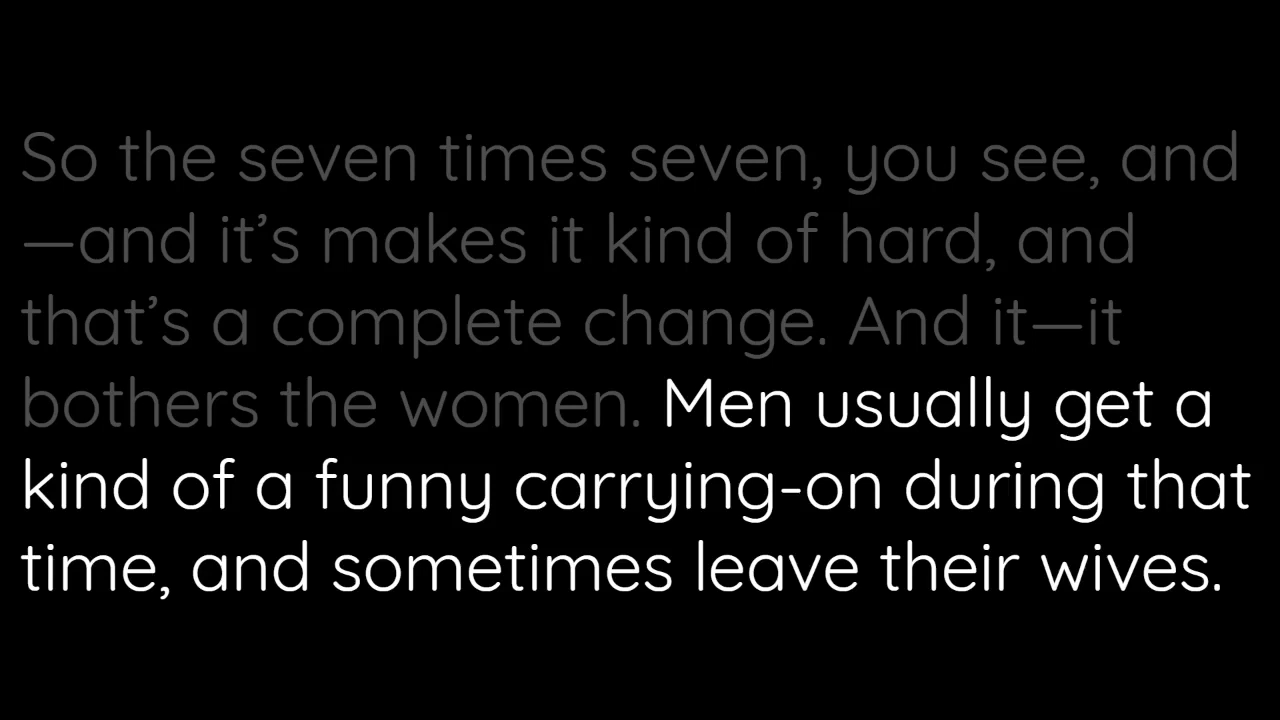 So the seven times seven, you see, and
—and it’s makes it kind of hard, and
that’s a complete change. And it—it
bothers the women. Men usually get a
kind of a funny carrying-on during that
time, and sometimes leave their wives.